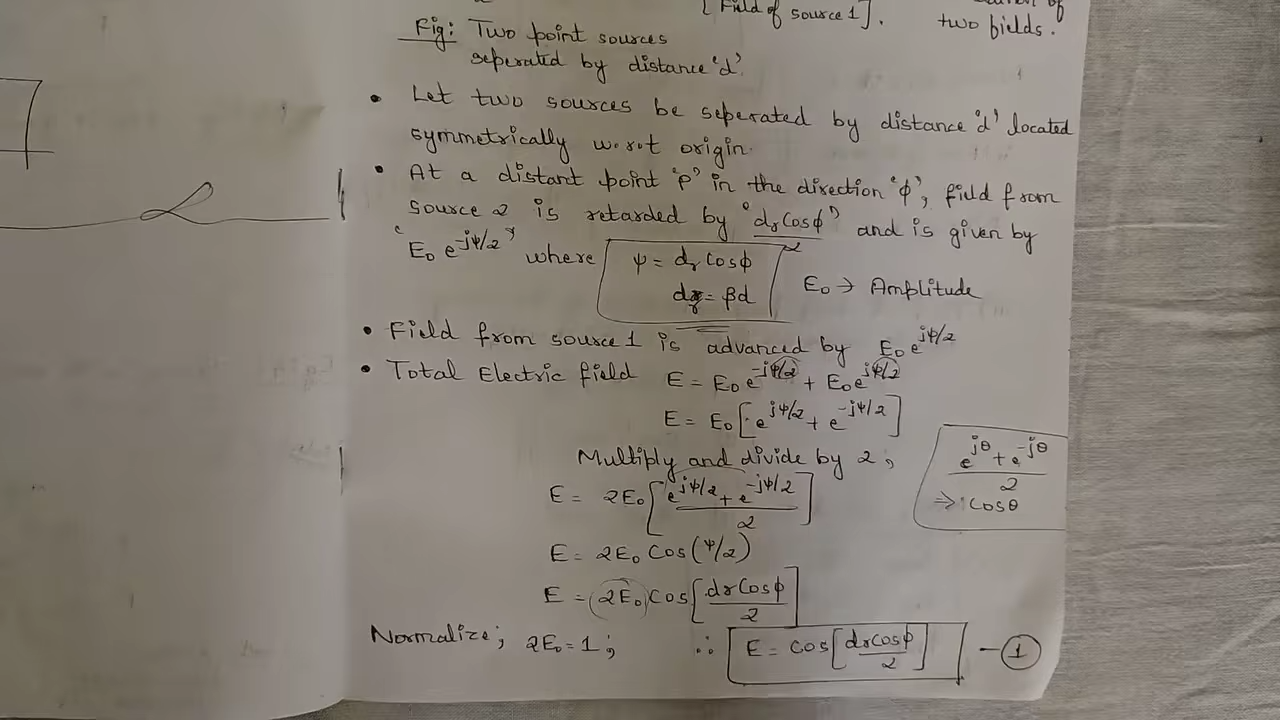 [Field of source 1].
two fields.
Fig: Two point sources
seperated by distance 'd'.
• Let two sources be seperated by distance 'd' located
symmetrically w.r.t origin.
• At a distant point 'P' in the direction 'ϕ', field from
source 2 is retarded by 'dr Cosϕ' and is given by
'E₀ e^{-jψ/2}' where
ψ = dr Cosϕ
dr = βd
E₀ → Amplitude
• Field from source 1 is advanced by E₀ e^{jψ/2}
• Total Electric field E = E₀ e^{-jψ/2} + E₀ e^{jψ/2}
E = E₀ [e^{jψ/2} + e^{-jψ/2}]
Multiply and divide by 2,
E = 2E₀ [(e^{jψ/2} + e^{-jψ/2})/2]
(e^{jθ} + e^{-jθ})/2
⇒ Cosθ
E = 2E₀ Cos(ψ/2)
E = 2E₀ Cos[dr Cosϕ/2]
Normalize; 2E₀ = 1; ∴ E = cos[dr cosϕ/2] — 1